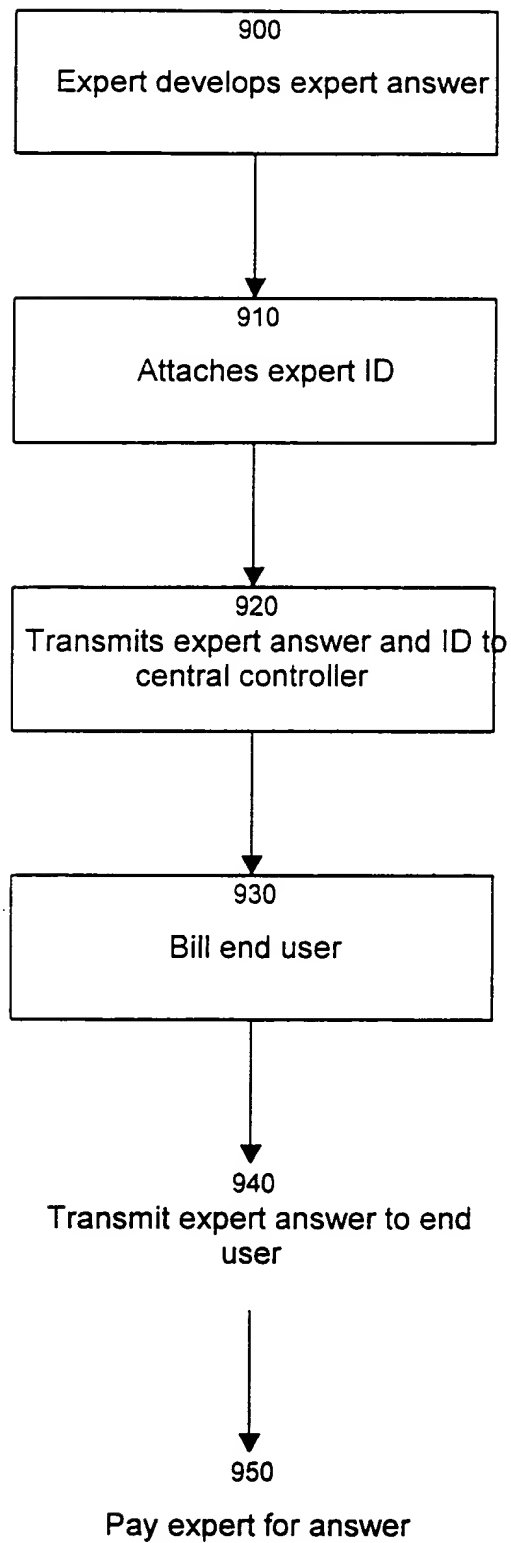 900
Expert develops expert answer
910
Attaches expert ID
920
Transmits expert answer and ID to
central controller
930
Bill end user
940
Transmit expert answer to end
user
950
Pay expert for answer